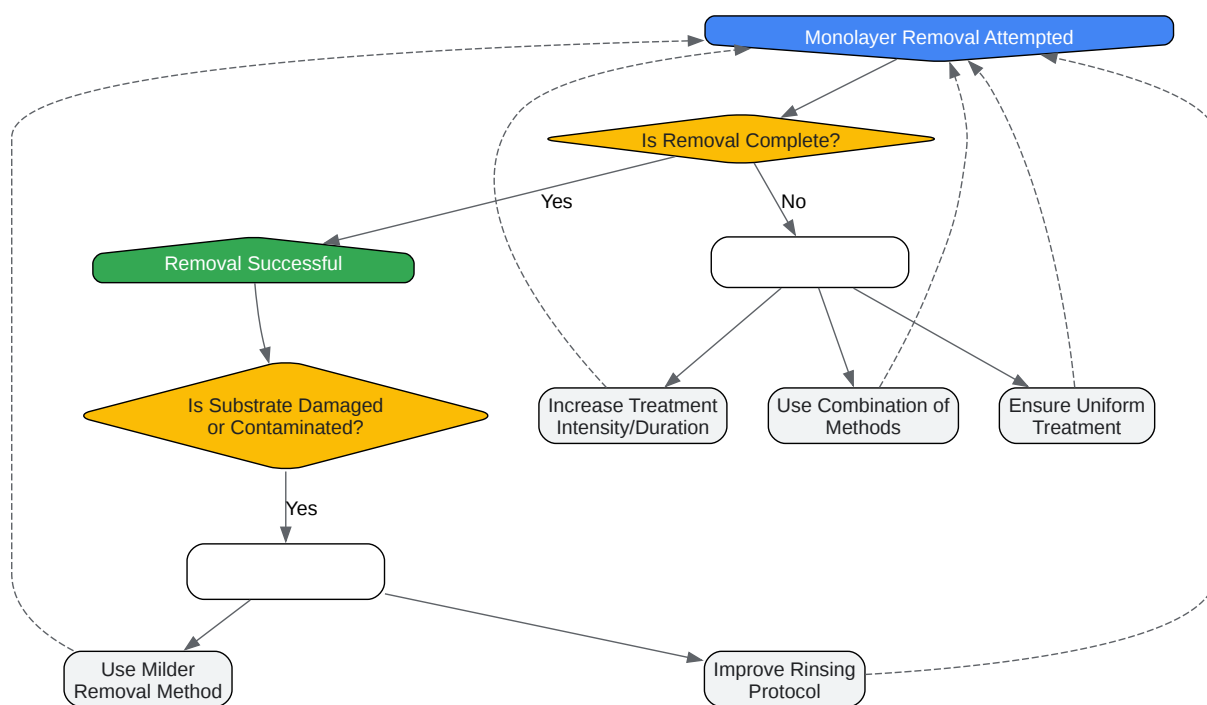 Monolayer Removal Attempted
Is Removal Complete?
Yes
No
Removal Successful
Is Substrate Damaged
or Contaminated?
Increase Treatment
Intensity/Duration
Use Combination of
Methods
Ensure Uniform
Treatment
Yes
Use Milder
Removal Method
Improve Rinsing
Protocol